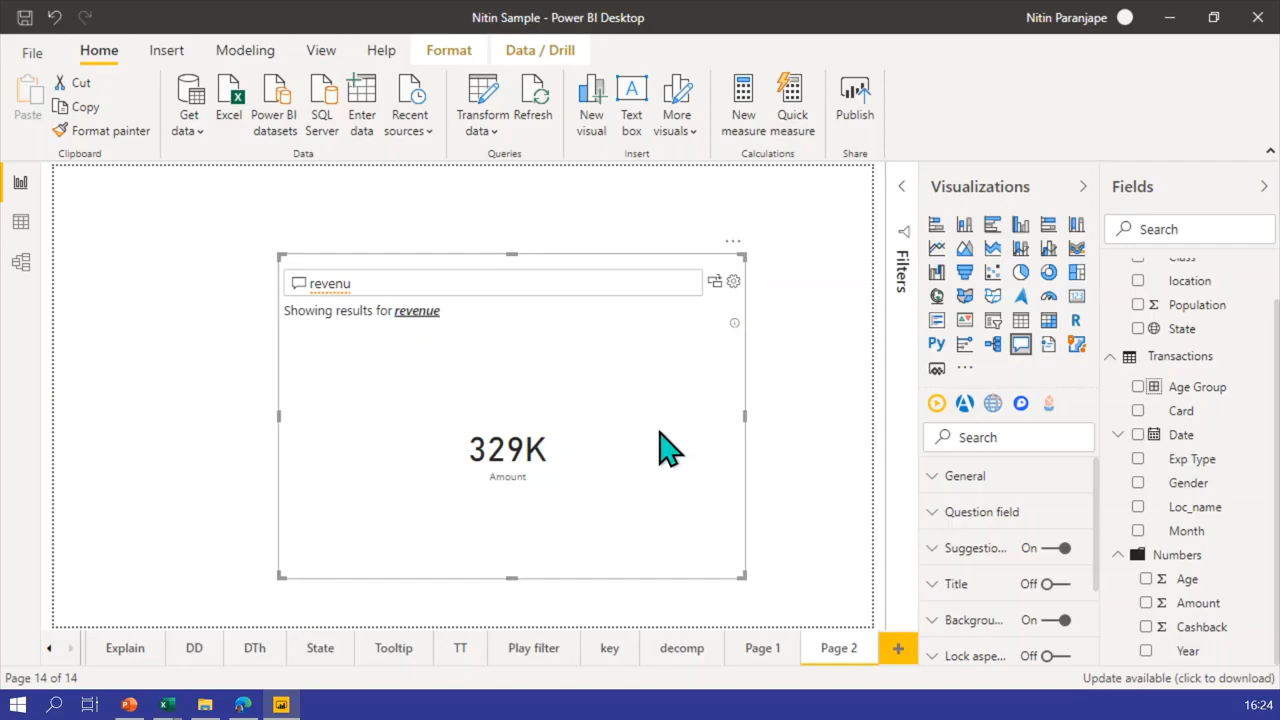 Nitin Sample - Power BI Desktop
Nitin Paranjape
File
Home
Insert
Modeling
View
Help
Format
Data / Drill
Paste
Cut
Copy
Format painter
Clipboard
Get data
Excel
Power BI datasets
SQL Server
Enter data
Recent sources
Data
Transform data
Refresh
Queries
New visual
Text box
More visuals
Insert
New measure
Quick measure
Calculations
Publish
Share
revenu
Showing results for revenue
329K
Amount
Filters
Visualizations
123
R
Py
Search
General
Question field
Suggestio... On
Title Off
Backgrou... On
Lock aspe... Off
Fields
Search
Class
location
Population
State
Transactions
Age Group
Card
Date
Exp Type
Gender
Loc_name
Month
Numbers
Age
Amount
Cashback
Year
Explain
DD
DTh
State
Tooltip
TT
Play filter
key
decomp
Page 1
Page 2
Page 14 of 14
Update available (click to download)
16:24